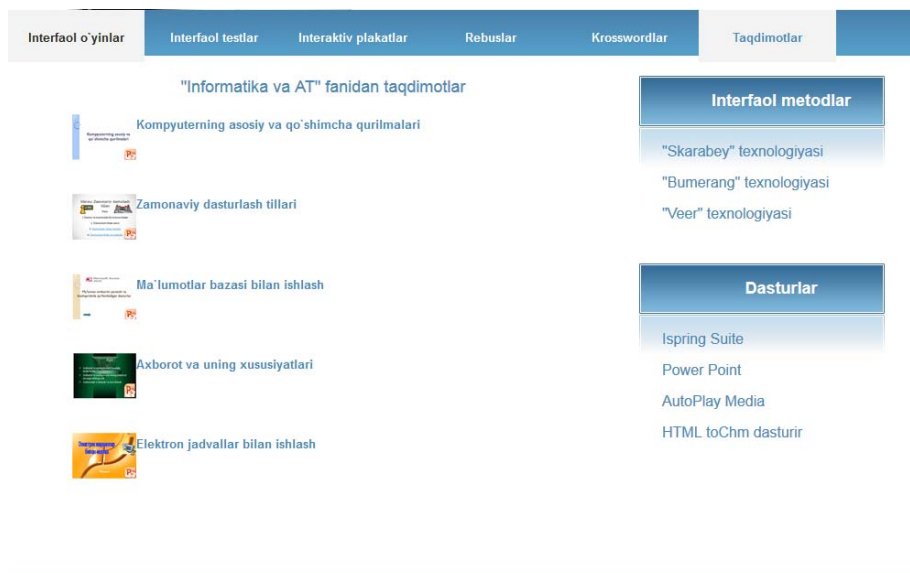 Interfaol o`yinlar
Interfaol testlar
Interaktiv plakatlar
Rebuslar
Krosswordlar
Taqdimotlar
"Informatika va AT" fanidan taqdimotlar
Kompyuterning asosiy va qo`shimcha qurilmalari
Zamonaviy dasturlash tillari
Ma`lumotlar bazasi bilan ishlash
Axborot va uning xususiyatlari
Elektron jadvallar bilan ishlash
Interfaol metodlar
"Skarabey" texnologiyasi
"Bumerang" texnologiyasi
"Veer" texnologiyasi
Dasturlar
Ispring Suite
Power Point
AutoPlay Media
HTML toChm dasturir